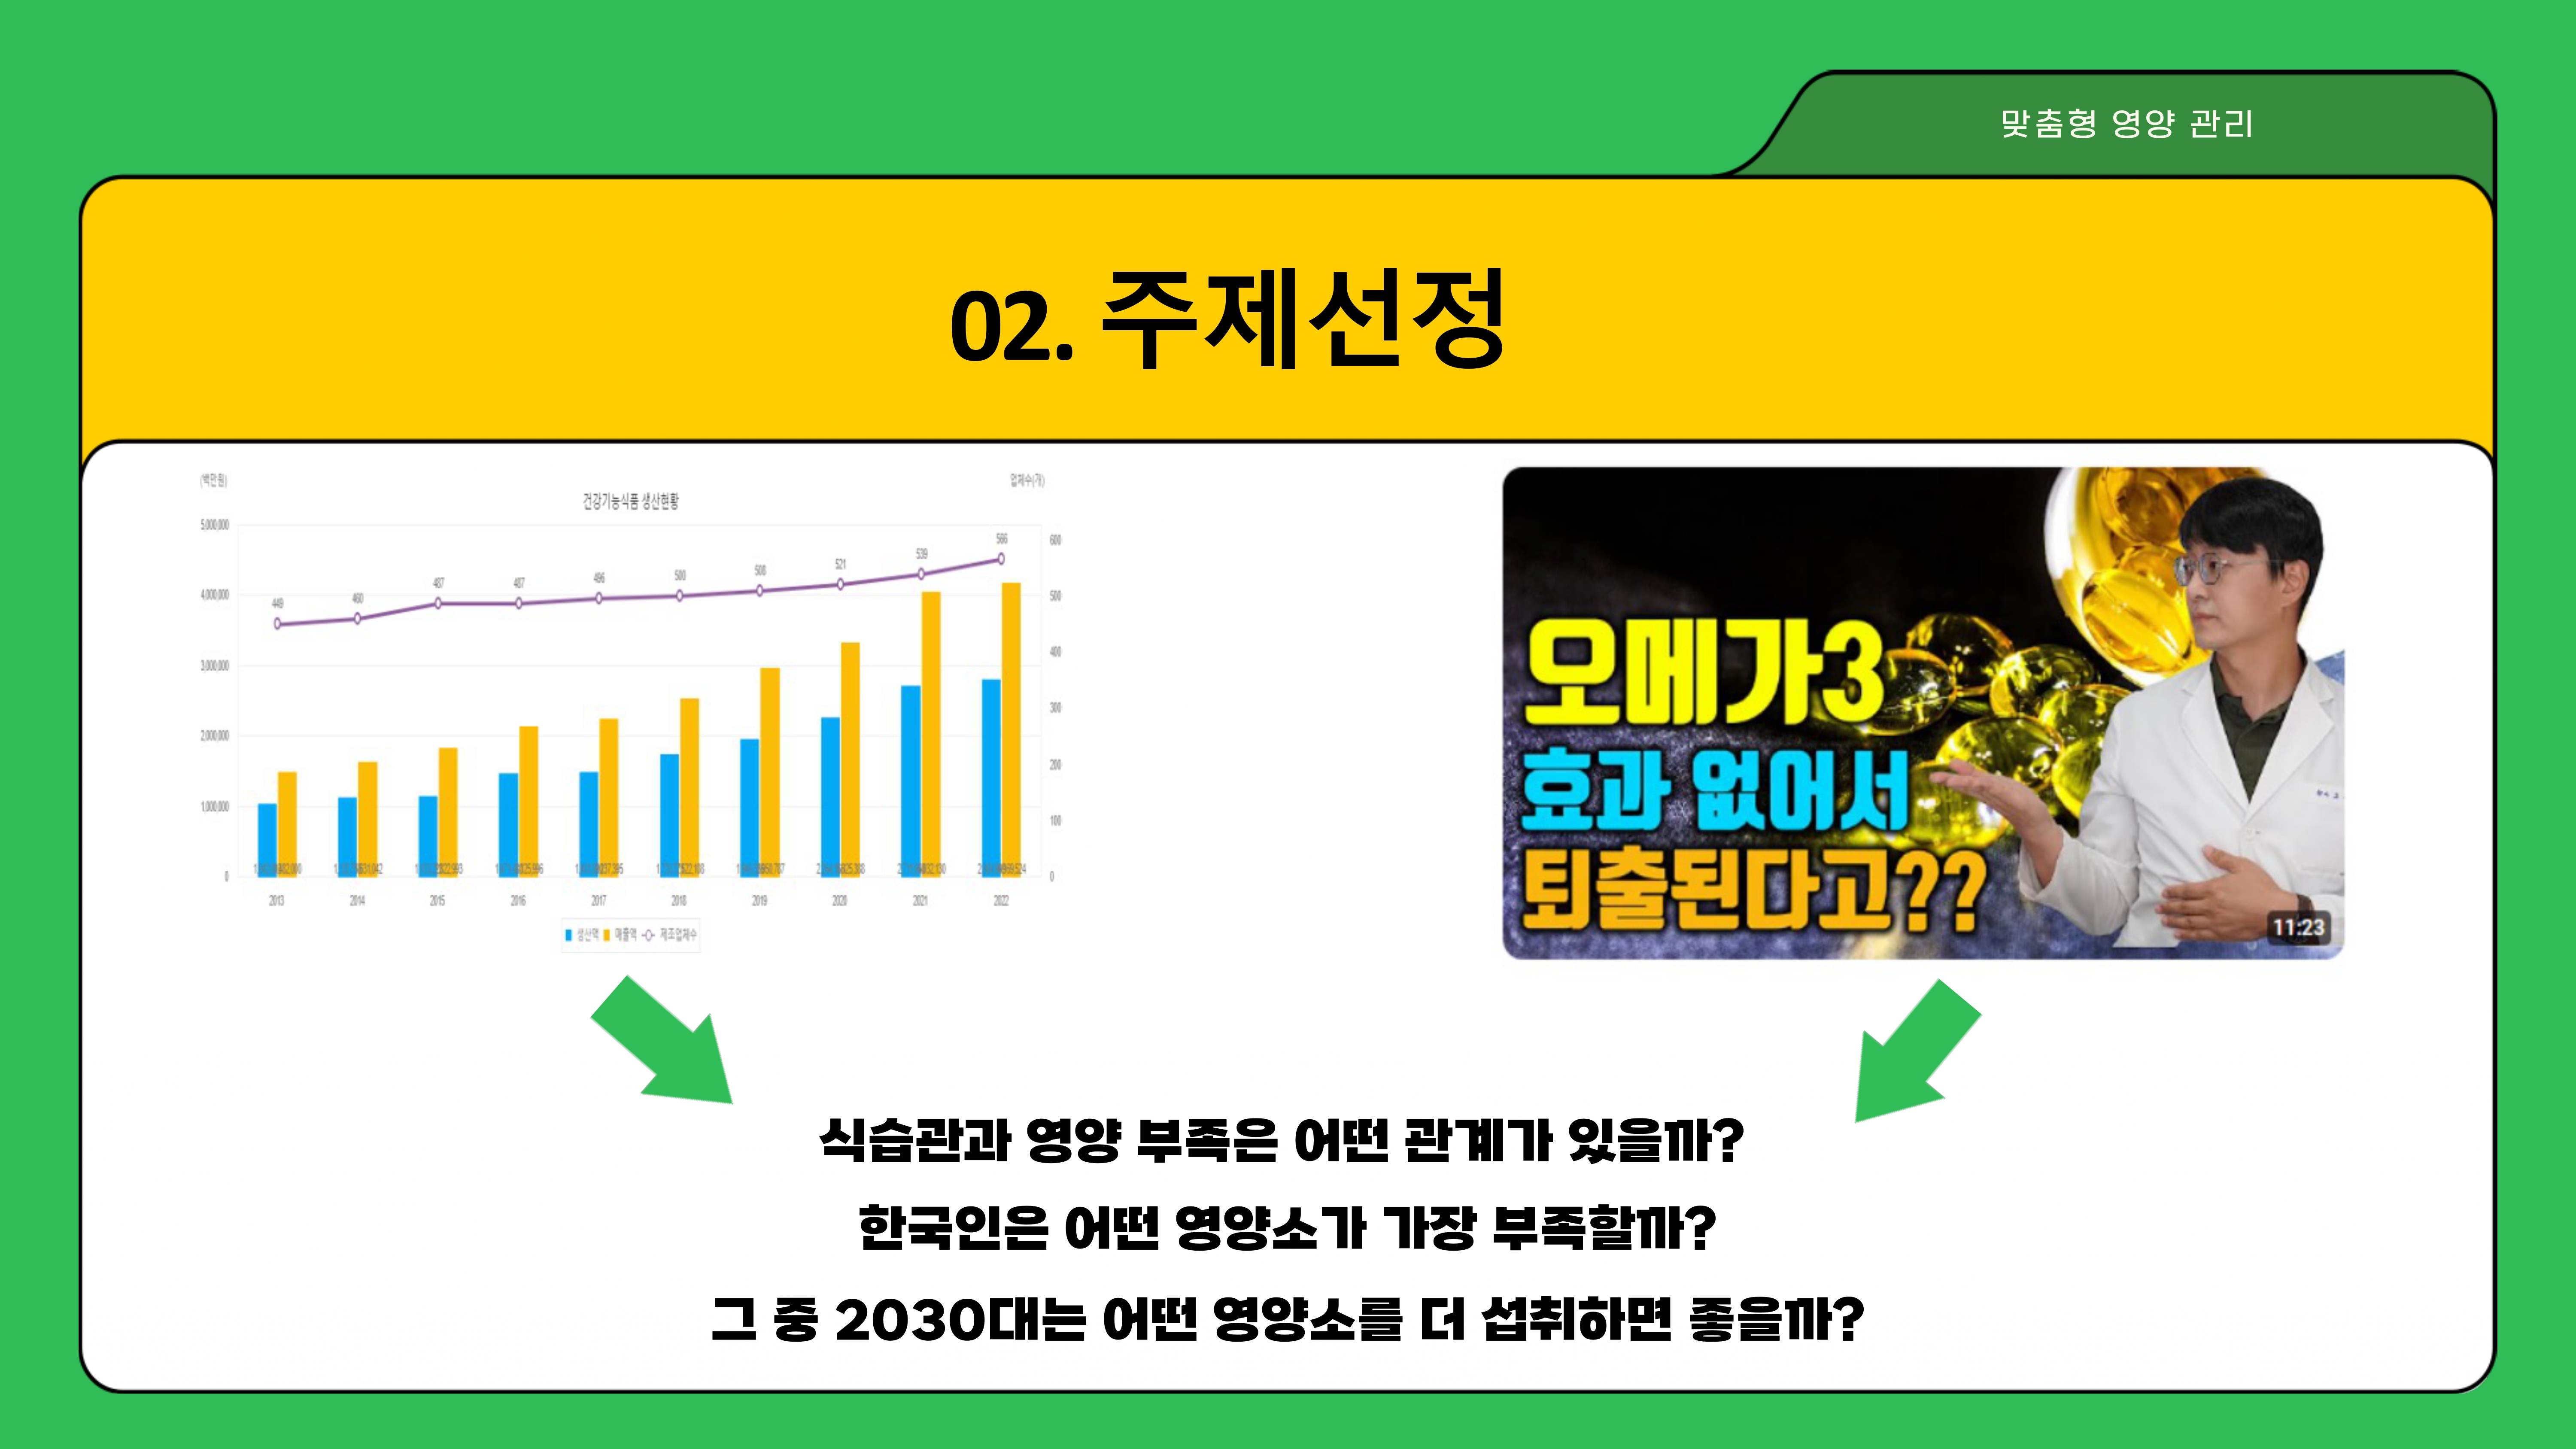 맞춤형 영양 관리
02. 주제선정
(백만원)
업체수(개)
건강기능식품 생산현황
5,000,000
4,000,000
3,000,000
2,000,000
1,000,000
0
600
500
400
300
200
100
0
449
460
487
487
496
500
508
521
539
566
2013
2014
2015
2016
2017
2018
2019
2020
2021
2022
생산액 매출액 제조업체수
오메가3
효과 없어서
퇴출된다고??
11:23
식습관과 영양 부족은 어떤 관계가 있을까?
한국인은 어떤 영양소가 가장 부족할까?
그 중 2030대는 어떤 영양소를 더 섭취하면 좋을까?